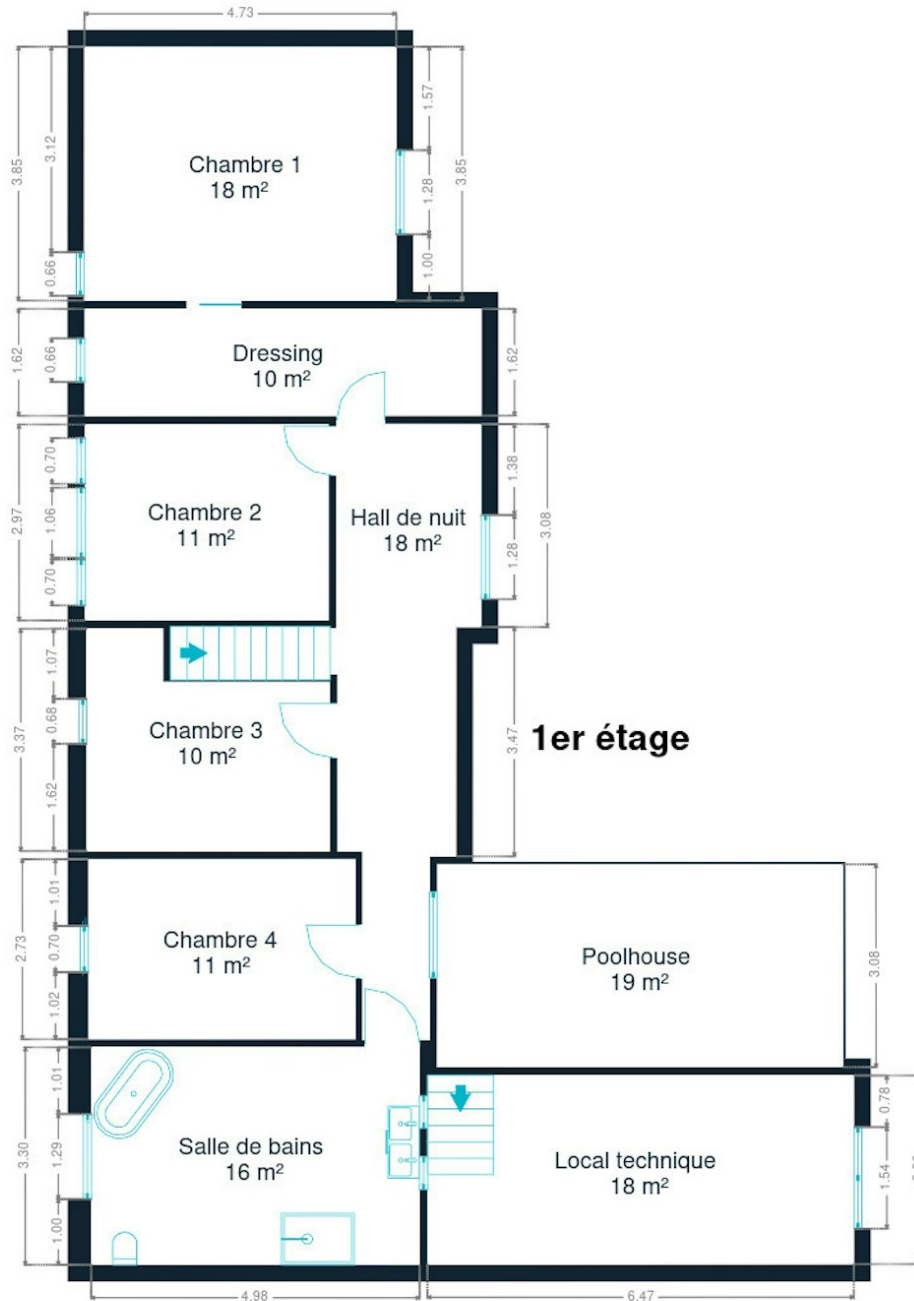 4.73
3.85
3.12
0.66
1.57
1.28
1.00
3.85
Chambre 1
18 m²
1.62
0.66
Dressing
10 m²
1.62
2.97
0.70
1.06
0.70
Chambre 2
11 m²
Hall de nuit
18 m²
1.38
1.28
3.08
3.37
1.07
0.68
1.62
Chambre 3
10 m²
3.47
1er étage
2.73
1.01
0.70
1.02
Chambre 4
11 m²
Poolhouse
19 m²
3.08
3.30
1.01
1.29
1.00
Salle de bains
16 m²
Local technique
18 m²
0.78
1.54
4.98
6.47